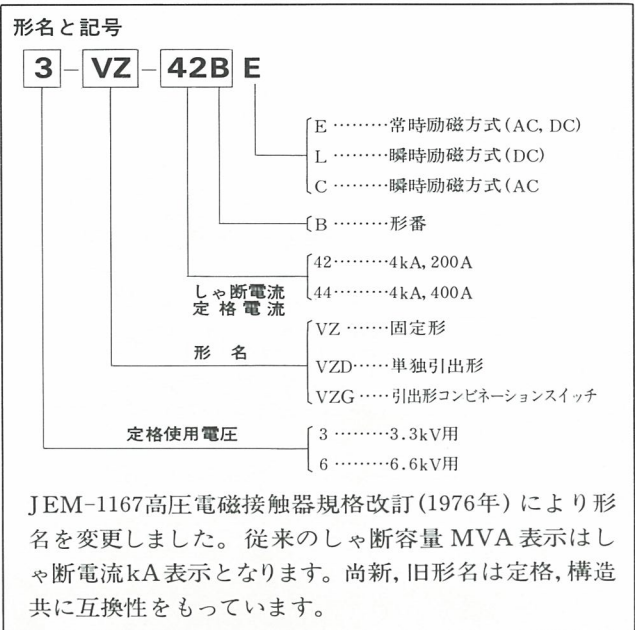 形名と記号
3-VZ-42B E
E ………常時励磁方式(AC, DC)
L ………瞬時励磁方式(DC)
C ………瞬時励磁方式(AC
B ………形番
42………4kA, 200A
しゃ断電流
44………4kA, 400A
定格電流
VZ ……固定形
形 名
VZD……単独引出形
VZG ……引出形コンビネーションスイッチ
定格使用電圧
3 ………3.3kV用
6 ………6.6kV用
JEM-1167高圧電磁接触器規格改訂(1976年)により形
名を変更しました。従来のしゃ断容量 MVA 表示はし
ゃ断電流kA表示となります。尚新,旧形名は定格,構造
共に互換性をもっています。